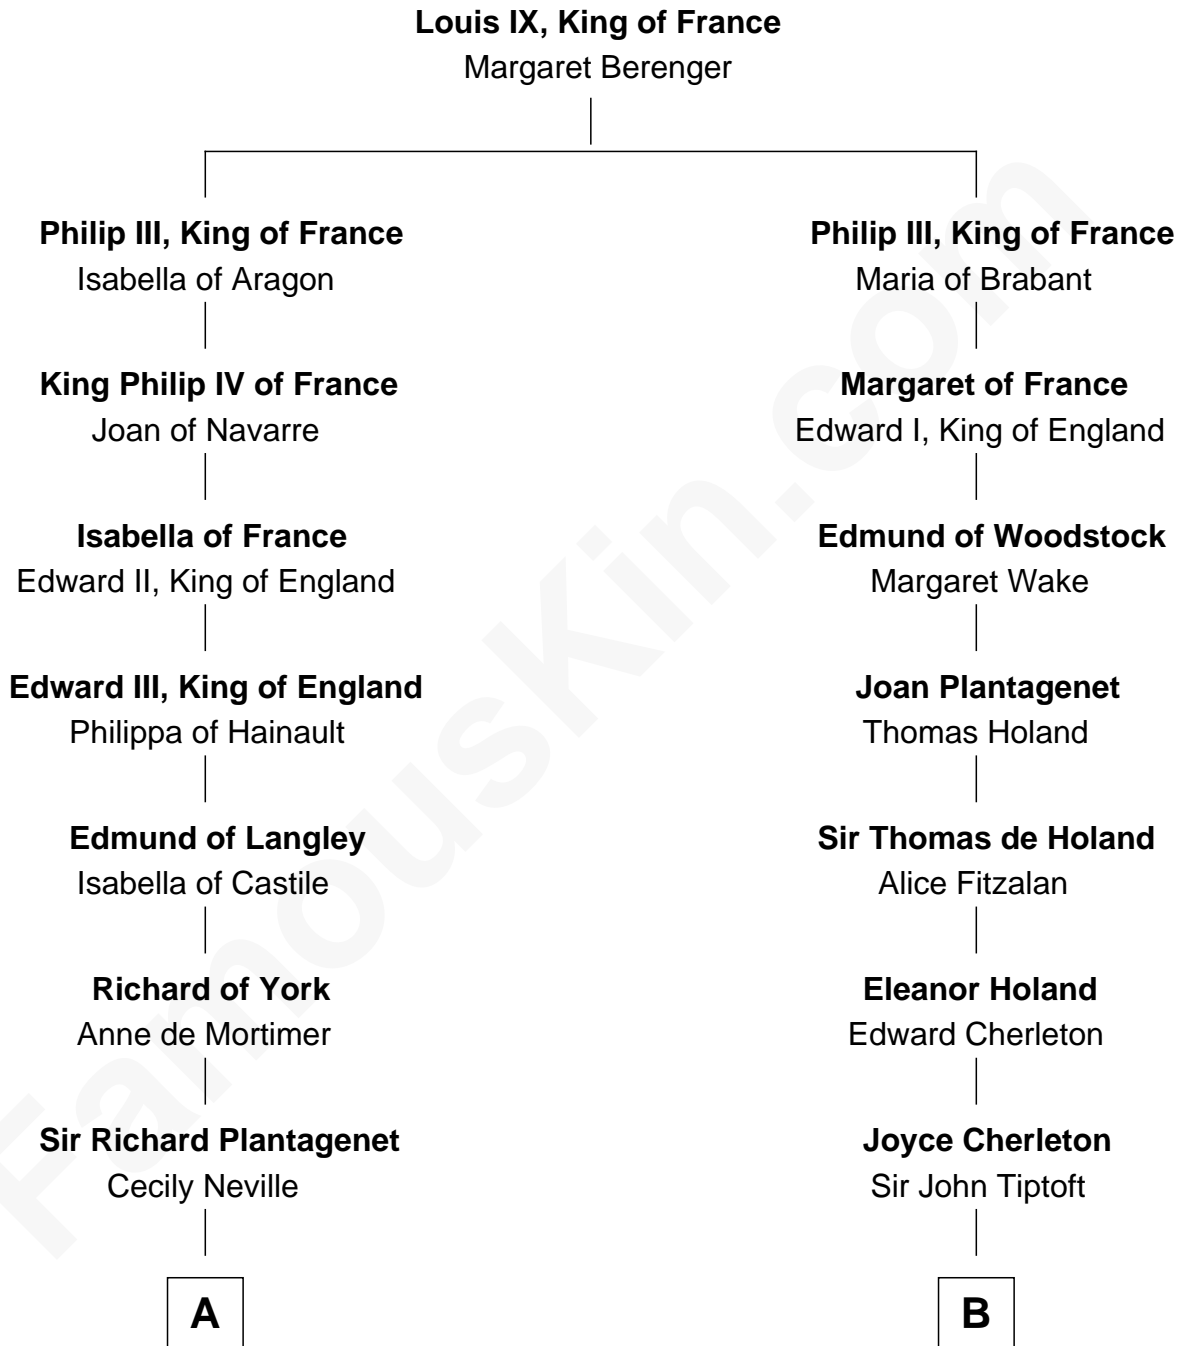 Louis IX, King of France
Margaret Berenger
Philip III, King of France
Isabella of Aragon
Philip III, King of France
Maria of Brabant
King Philip IV of France
Joan of Navarre
Margaret of France
Edward I, King of England
Isabella of France
Edward II, King of England
Edmund of Woodstock
Margaret Wake
Edward III, King of England
Philippa of Hainault
Joan Plantagenet
Thomas Holand
Edmund of Langley
Isabella of Castile
Sir Thomas de Holand
Alice Fitzalan
Richard of York
Anne de Mortimer
Eleanor Holand
Edward Cherleton
Sir Richard Plantagenet
Cecily Neville
Joyce Cherleton
Sir John Tiptoft
A
B
FamousKin.com